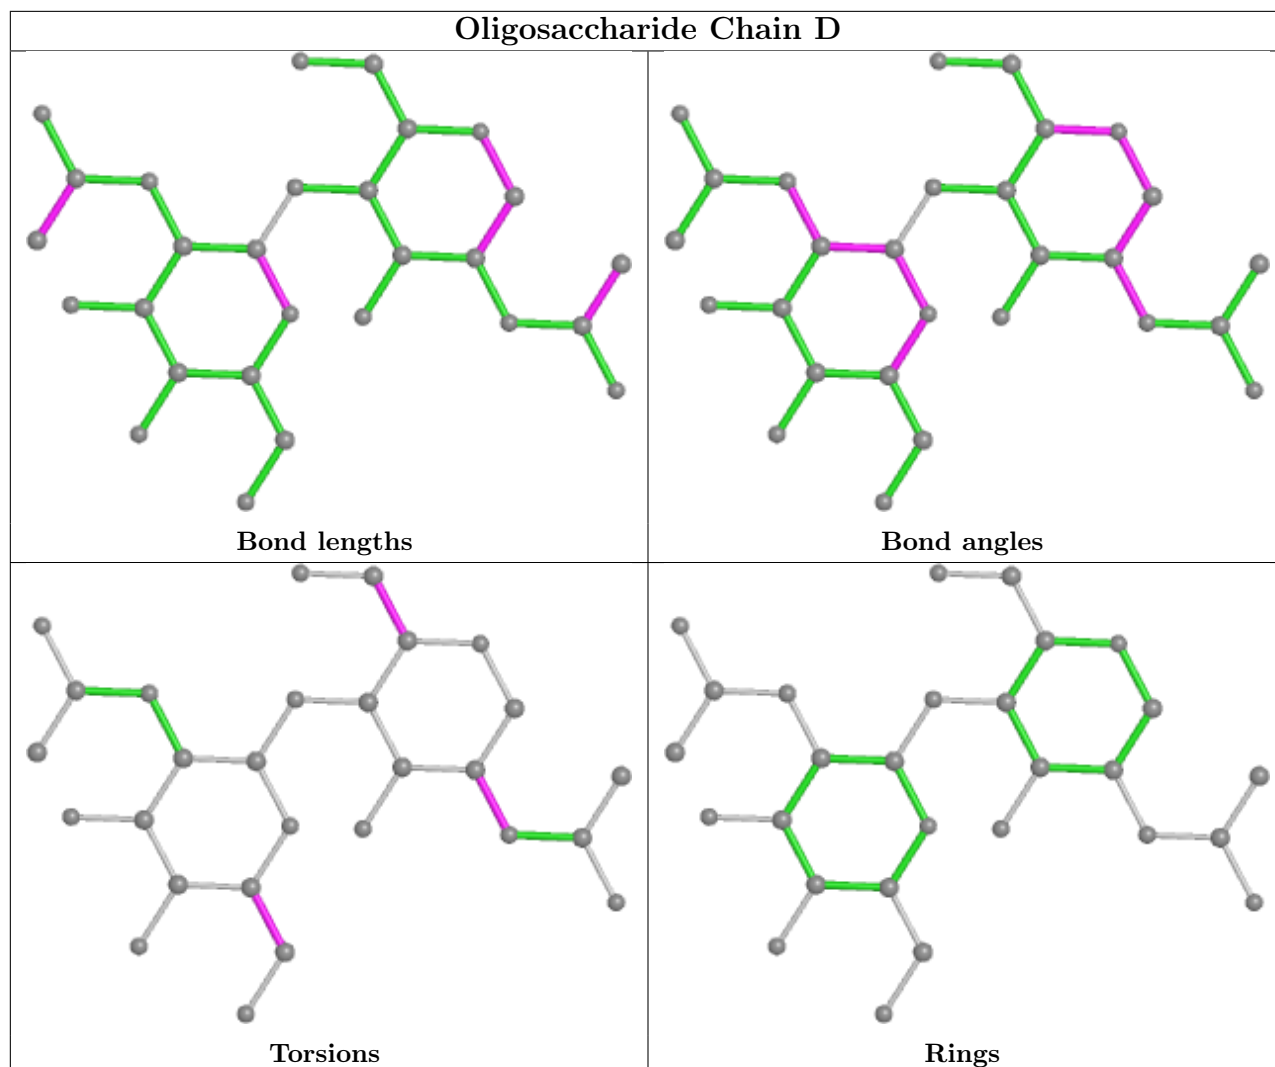 Oligosaccharide Chain D
Bond lengths
Bond angles
Torsions
Rings